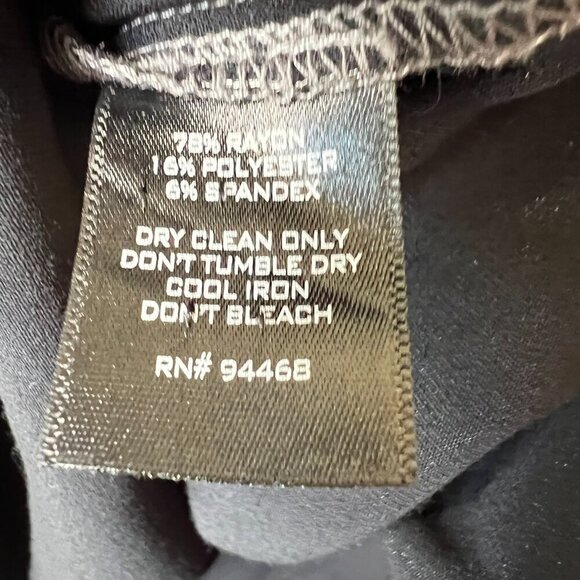 78% RAYON
16% POLYESTER
6% SPANDEX
DRY CLEAN ONLY
DON'T TUMBLE DRY
COOL IRON
DON'T BLEACH
RN# 94468